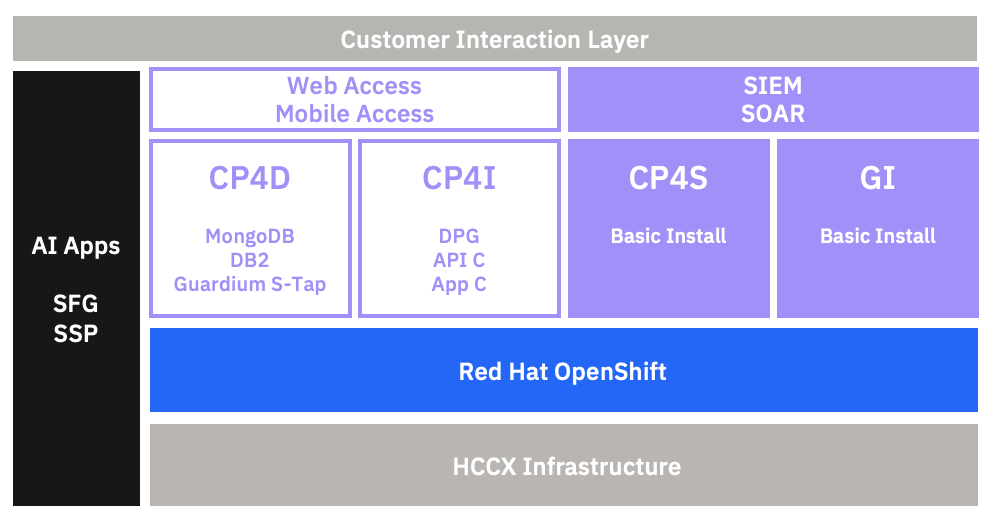 Customer Interaction Layer
Web Access
Mobile Access
SIEM
SOAR
AI Apps
SFG
SSP
CP4D
MongoDB
DB2
Guardium S-Tap
CP4I
DPG
API C
App C
CP4S
Basic Install
GI
Basic Install
Red Hat OpenShift
HCCX Infrastructure